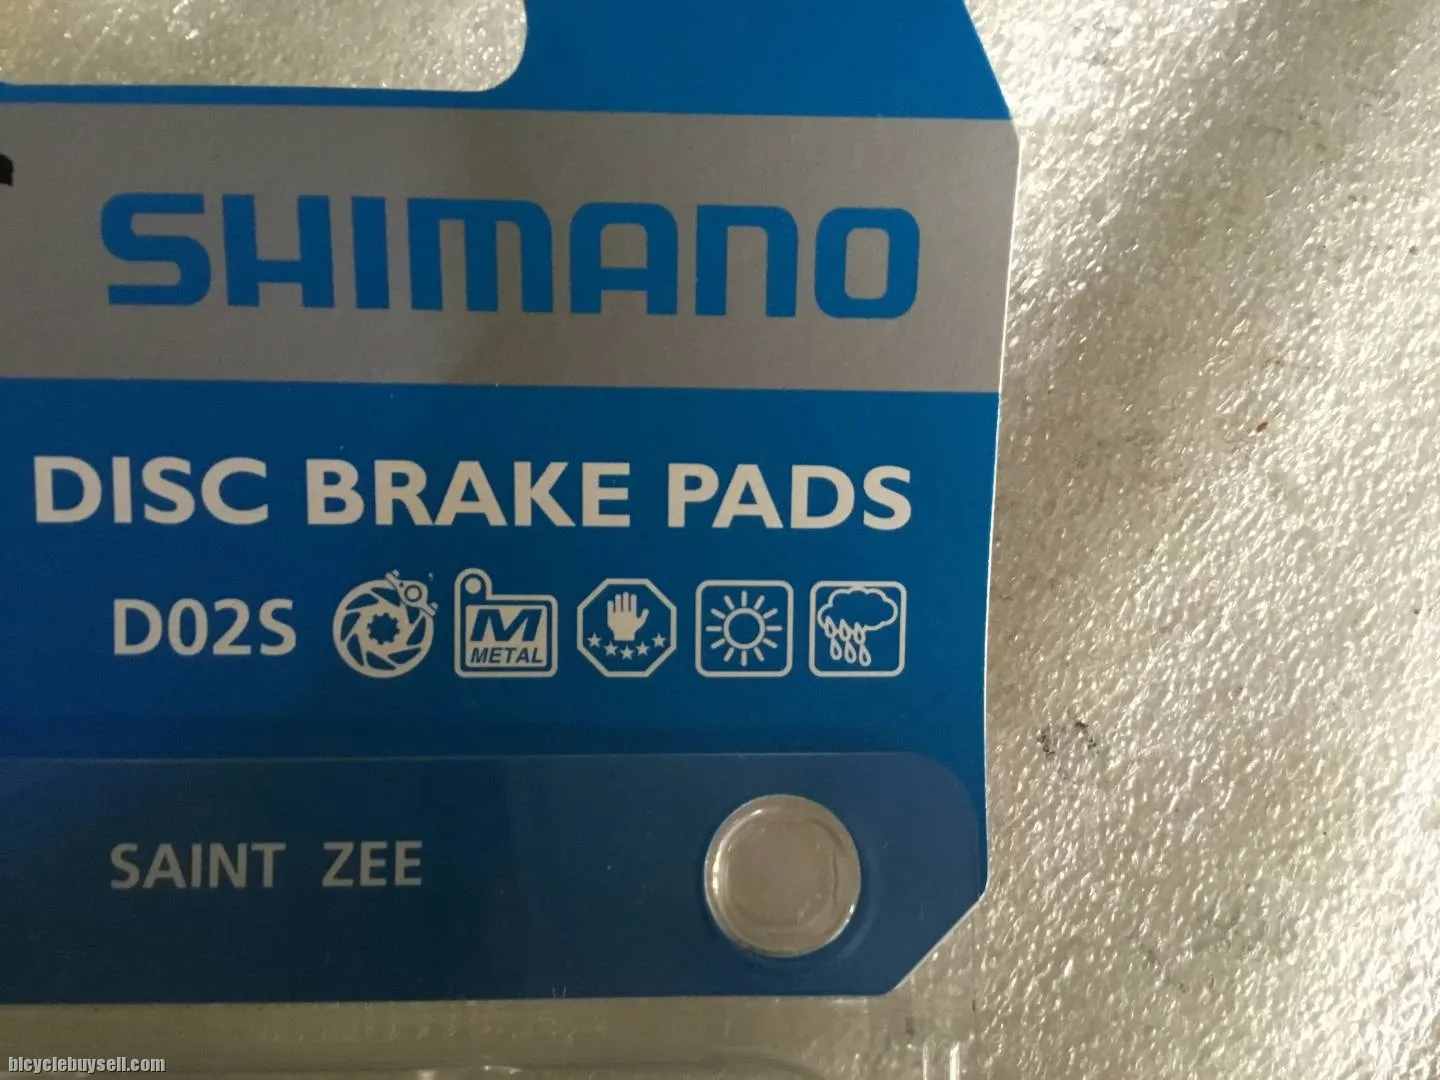 SHIMANO
DISC BRAKE PADS
D02S
M
METAL
SAINT ZEE
bicyclebuysell.com